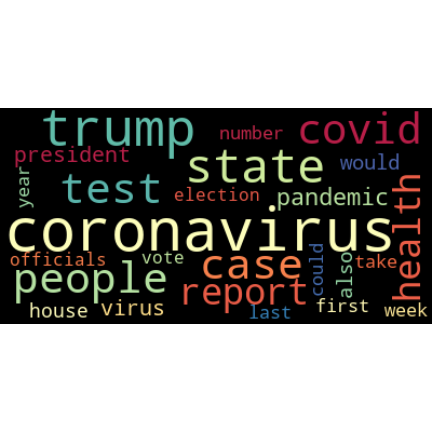 trump
number
covid
president
state
would
year
test
election
pandemic
health
coronavirus
officials
vote
case
could
also
take
people
report
house
virus
last
first
week